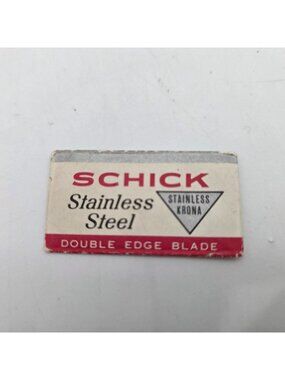 SCHICK
Stainless
Steel
STAINLESS
KRONA
DOUBLE EDGE BLADE